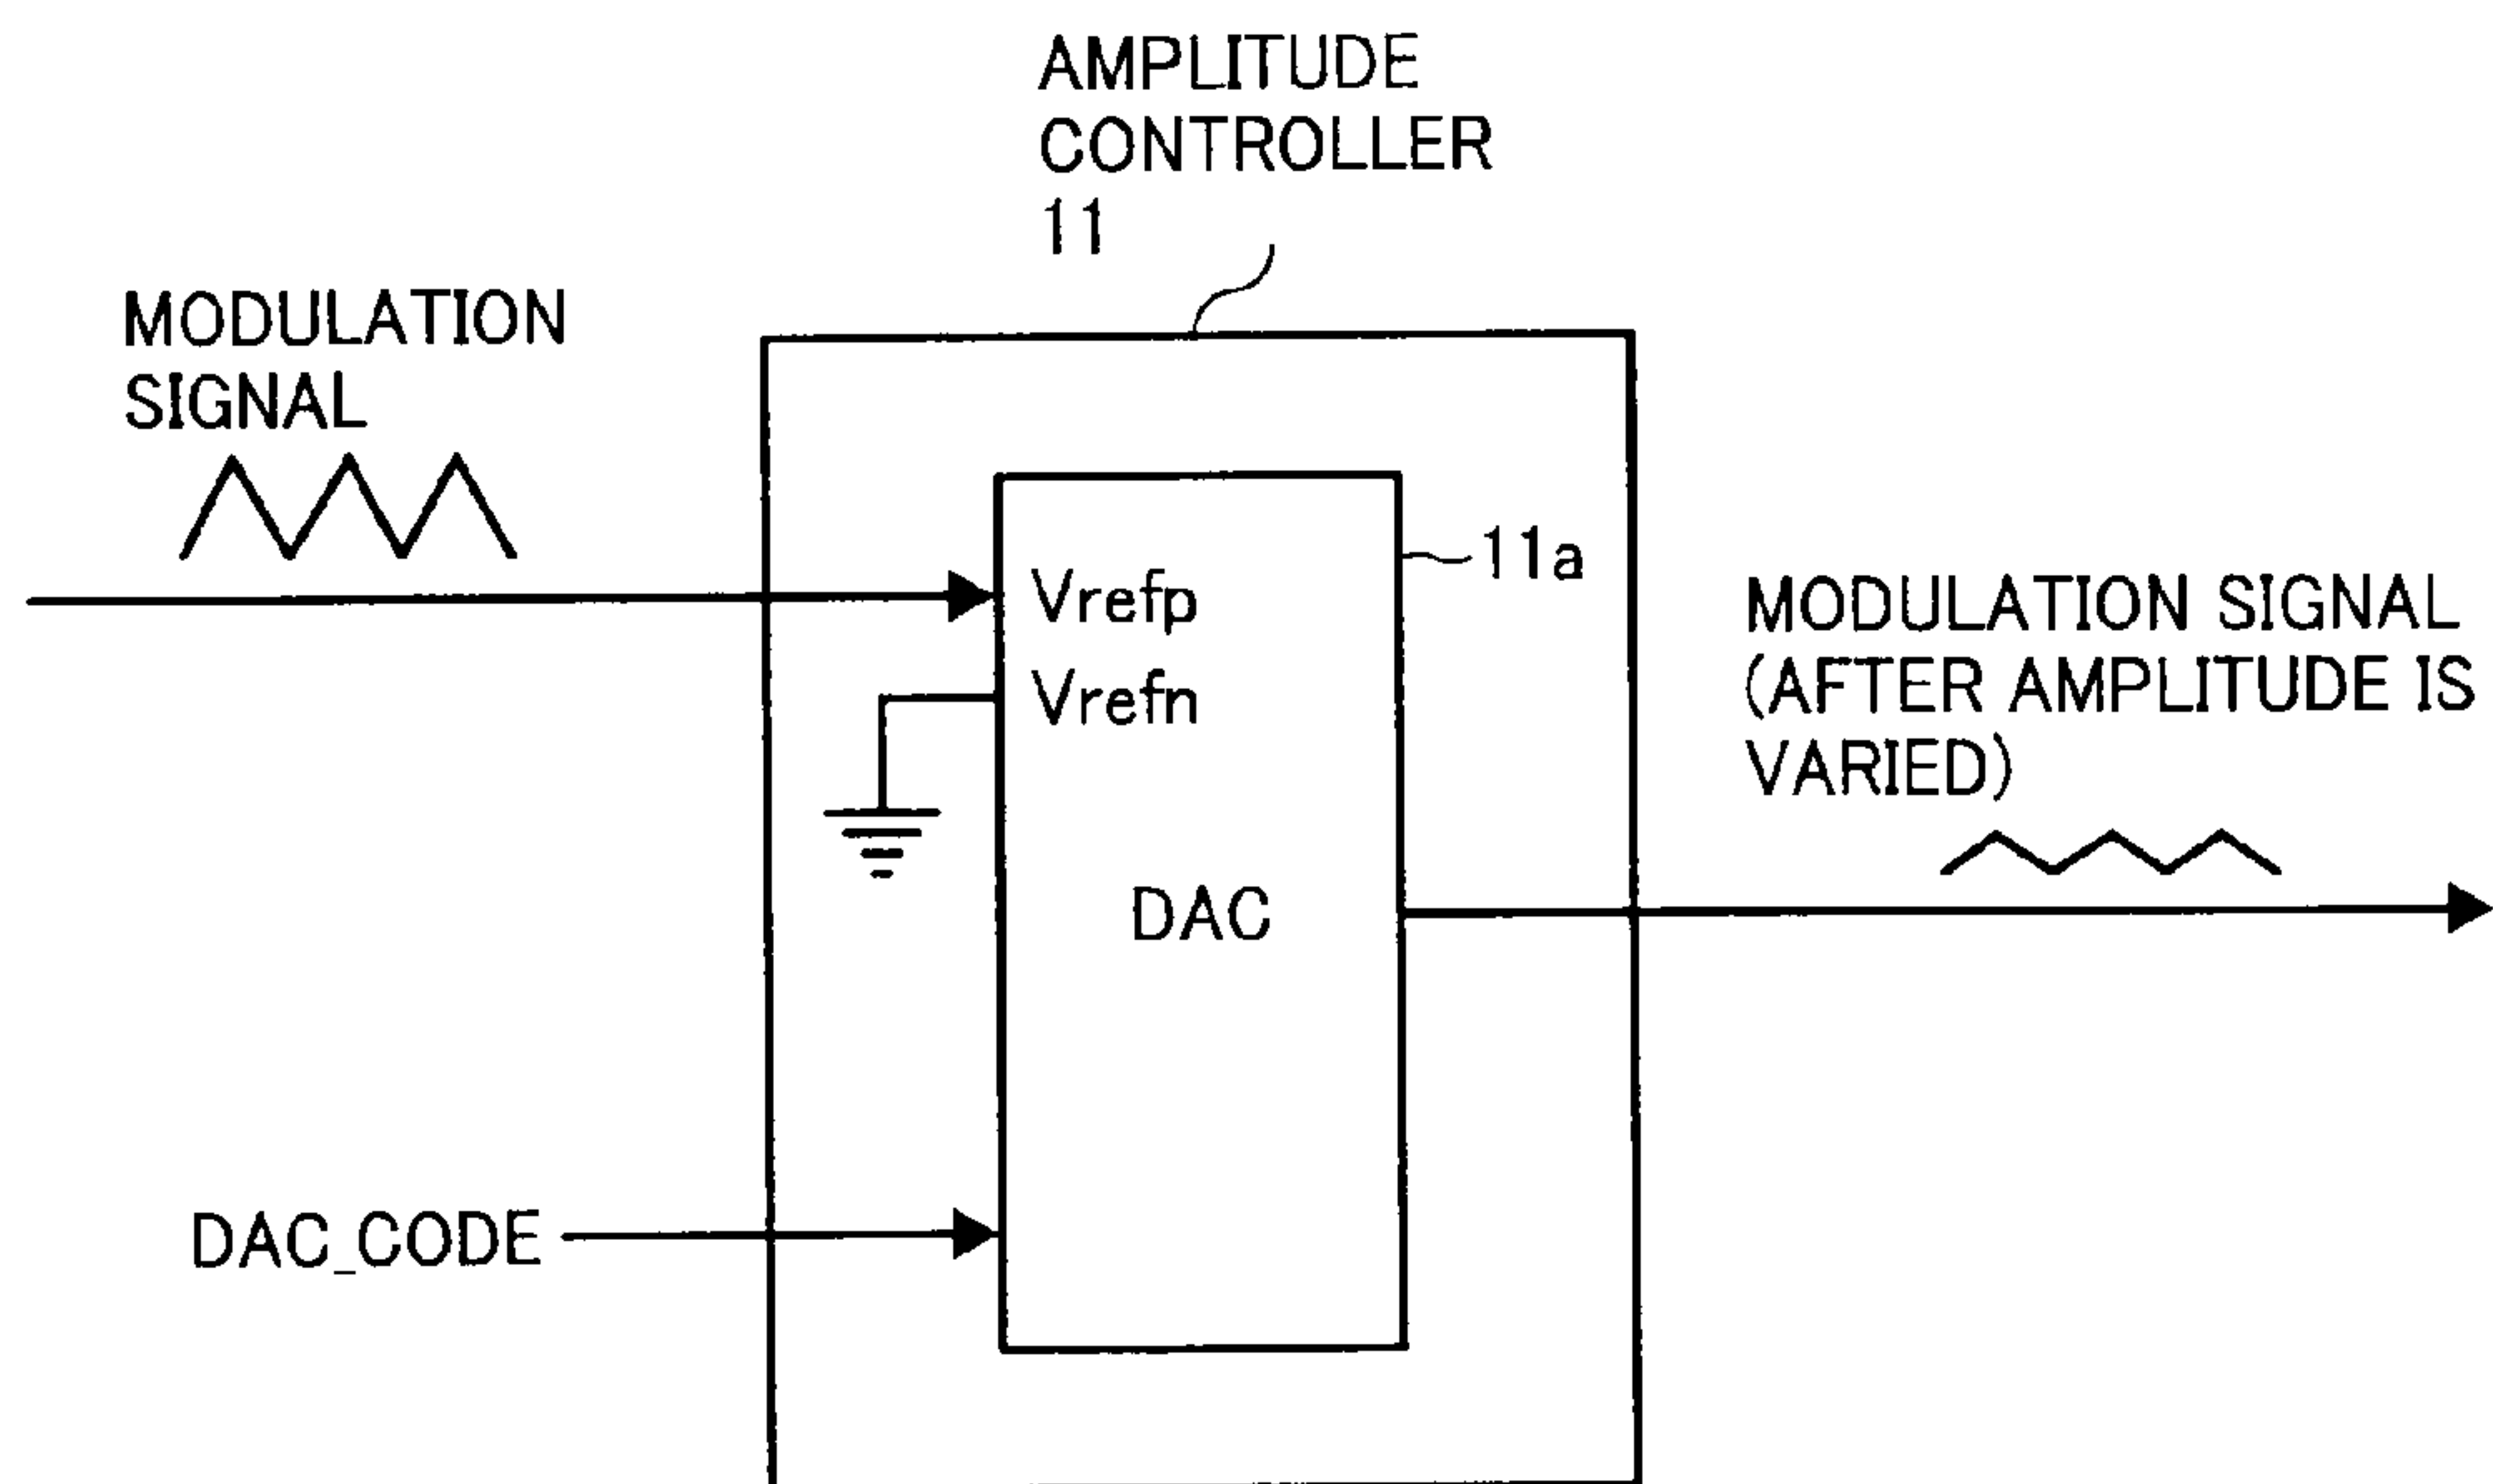 AMPLITUDE
CONTROLLER
11
MODULATION
SIGNAL
11a
Vrefp
Vrefn
MODULATION SIGNAL
(AFTER AMPLITUDE IS
VARIED)
DAC
DAC_CODE